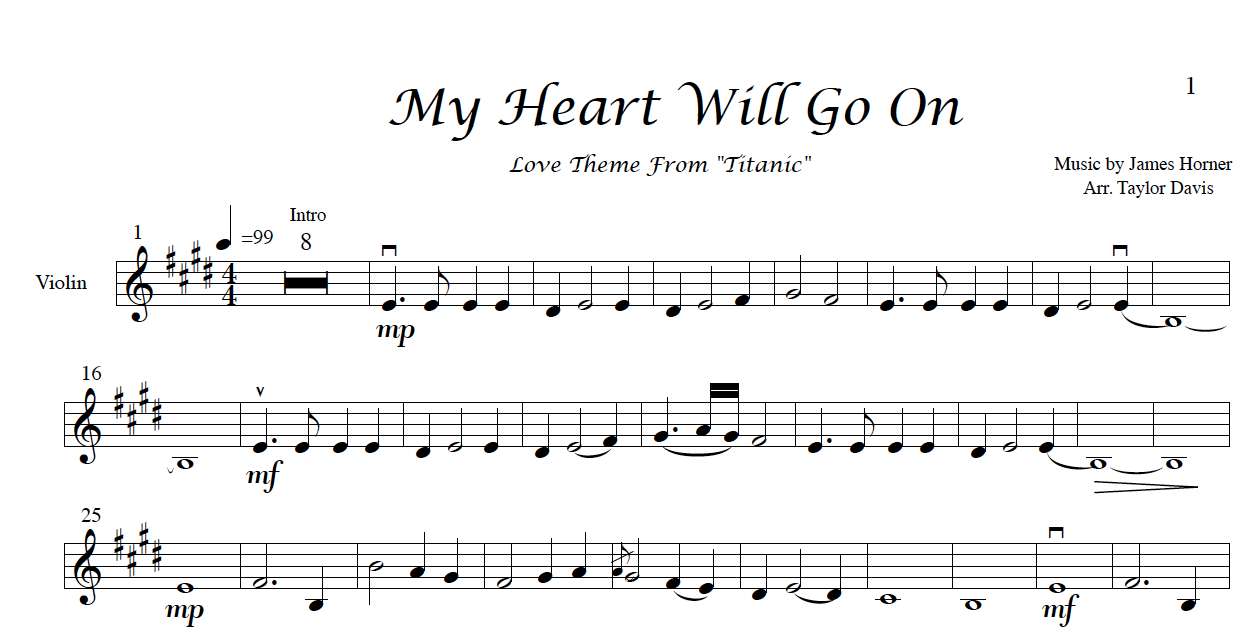 1
My Heart Will Go On
Love Theme From "Titanic"
Music by James Horner
Arr. Taylor Davis
1
=99
Intro
8
Violin
4
4
mp
16
mf
25
mp
mf